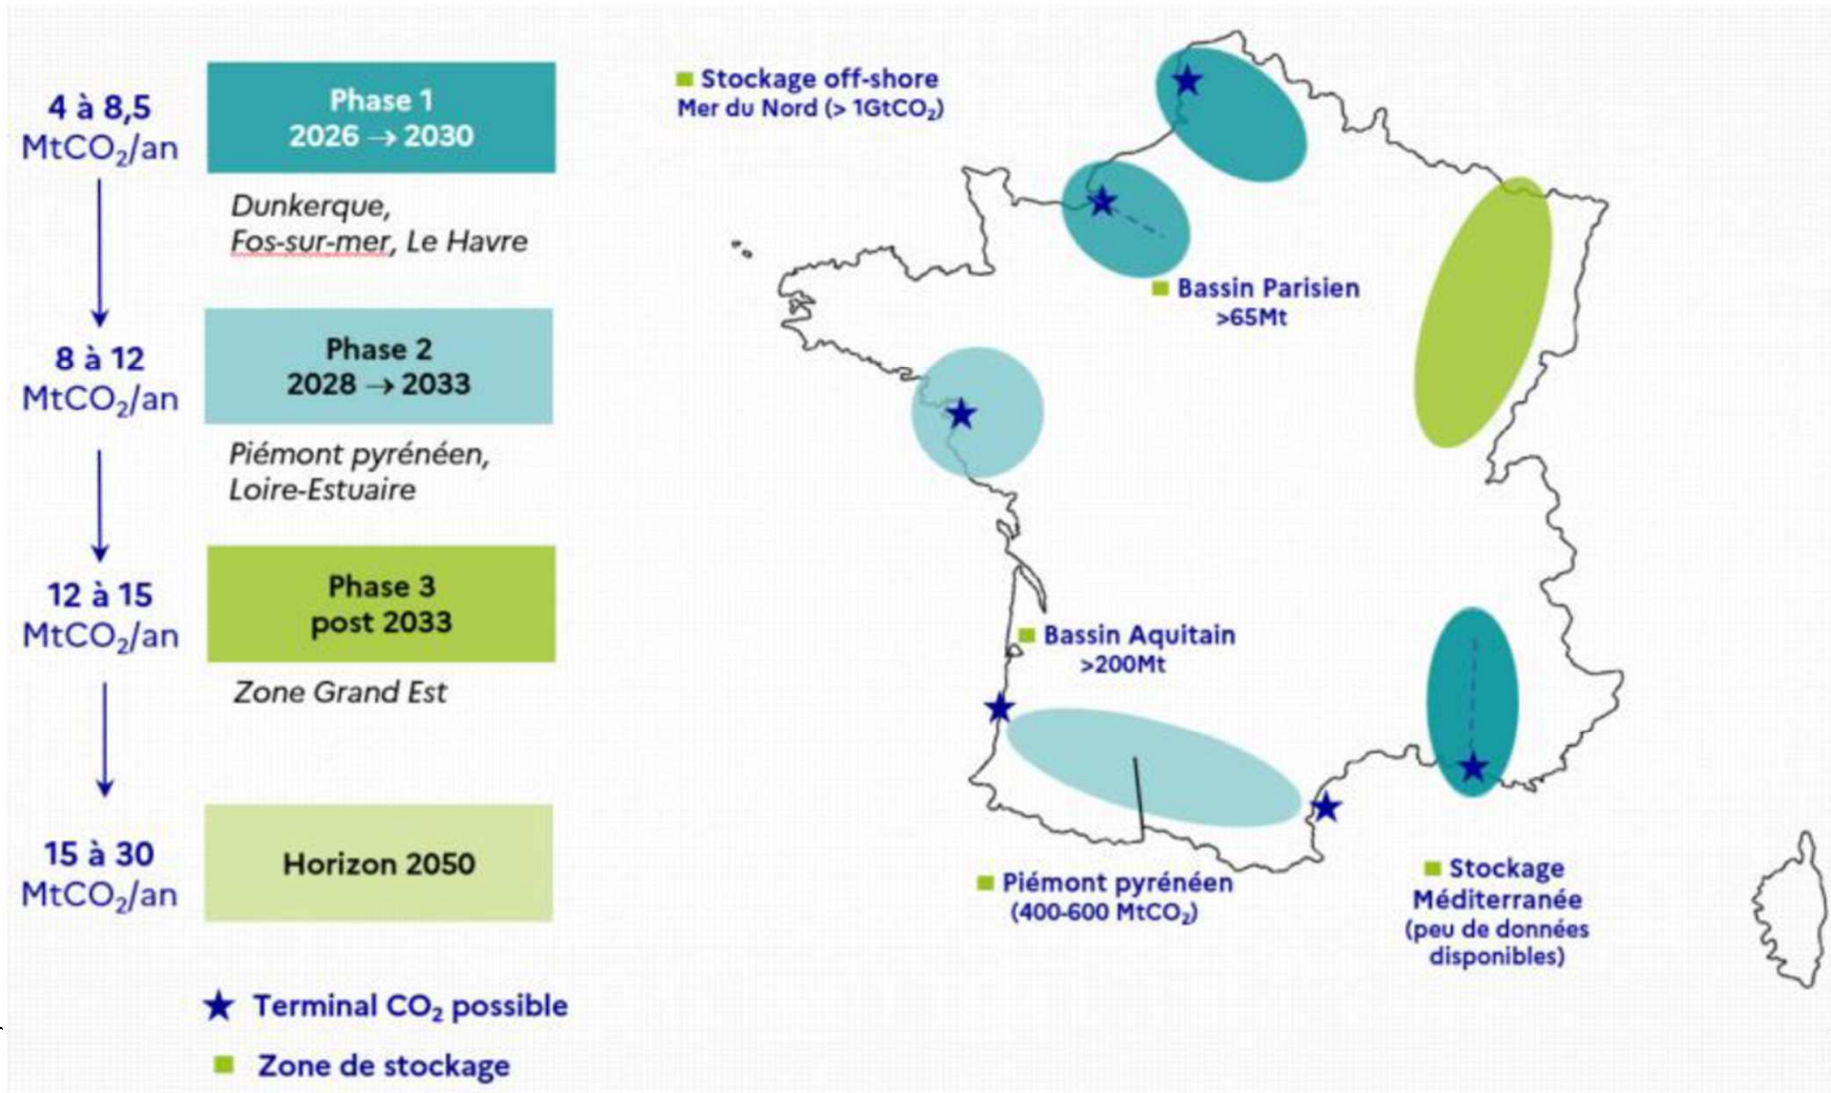 4 à 8,5
MtCO₂/an
Phase 1
2026 → 2030
Dunkerque,
Fos-sur-mer, Le Havre
8 à 12
MtCO₂/an
Phase 2
2028 → 2033
Piémont pyrénéen,
Loire-Estuaire
12 à 15
MtCO₂/an
Phase 3
post 2033
Zone Grand Est
15 à 30
MtCO₂/an
Horizon 2050
Terminal CO₂ possible
Zone de stockage
Stockage off-shore
Mer du Nord (> 1GtCO₂)
Bassin Parisien
>65Mt
Bassin Aquitain
>200Mt
Piémont pyrénéen
(400-600 MtCO₂)
Stockage
Méditerranée
(peu de données
disponibles)